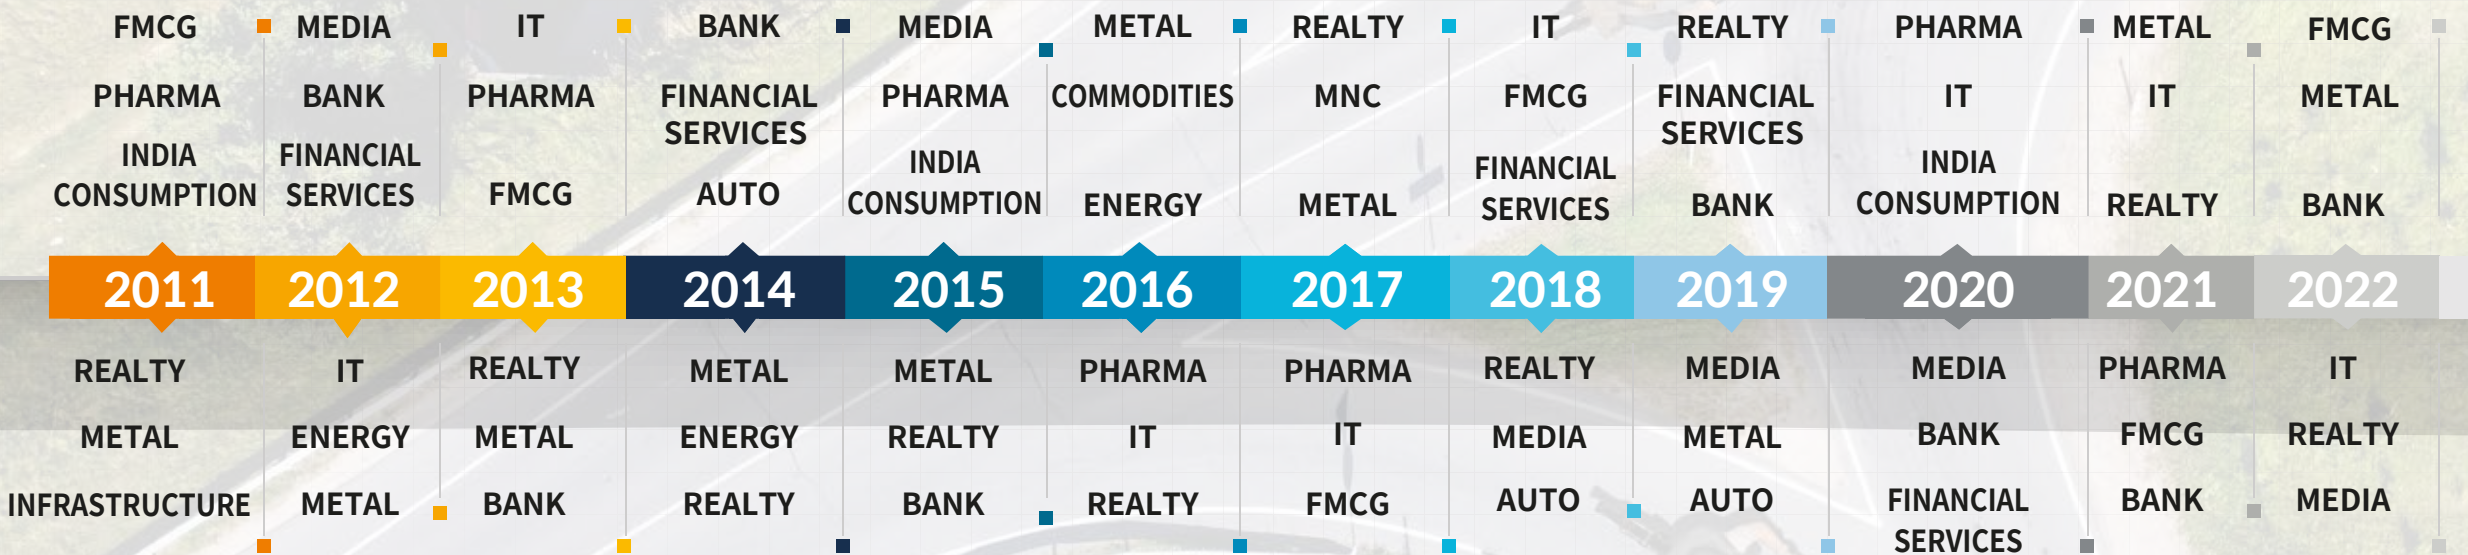 FMCG MEDIA IT BANK MEDIA METAL REALTY IT REALTY PHARMA METAL FMCG
PHARMA BANK PHARMA FINANCIAL PHARMA COMMODITIES MNC FMCG FINANCIAL IT IT METAL
SERVICES SERVICES
INDIA FINANCIAL INDIA FINANCIAL INDIA
CONSUMPTION SERVICES FMCG AUTO CONSUMPTION ENERGY METAL SERVICES BANK CONSUMPTION REALTY BANK
2011 2012 2013 2014 2015 2016 2017 2018 2019 2020 2021 2022
REALTY IT REALTY METAL METAL PHARMA PHARMA REALTY MEDIA MEDIA PHARMA IT
METAL ENERGY METAL ENERGY REALTY IT IT MEDIA METAL BANK FMCG REALTY
INFRASTRUCTURE METAL BANK REALTY BANK REALTY FMCG AUTO AUTO FINANCIAL BANK MEDIA
SERVICES